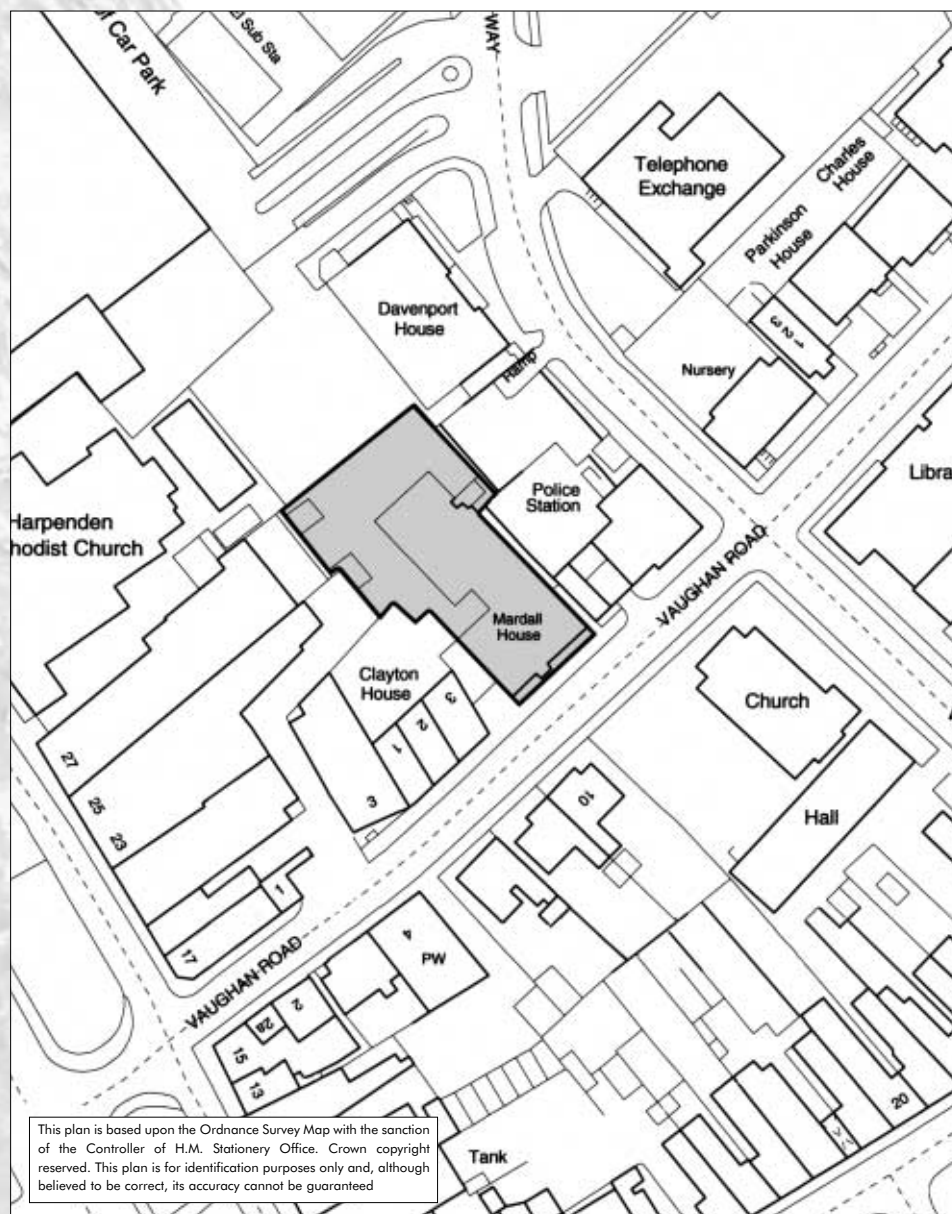 of Car Park
El Sub Sta
WAY
Telephone
Exchange
Charles
House
Parkinson
House
Davenport
House
Ramp
1 2 3
Nursery
Library
Police
Station
Harpenden
hodist Church
VAUGHAN ROAD
Mardall
House
Clayton
House
3
2
1
3
Church
Hall
10
27
25
23
1
17
VAUGHAN ROAD
4
PW
2
2a
15
13
20
Tank
This plan is based upon the Ordnance Survey Map with the sanction
of the Controller of H.M. Stationery Office. Crown copyright
reserved. This plan is for identification purposes only and, although
believed to be correct, its accuracy cannot be guaranteed